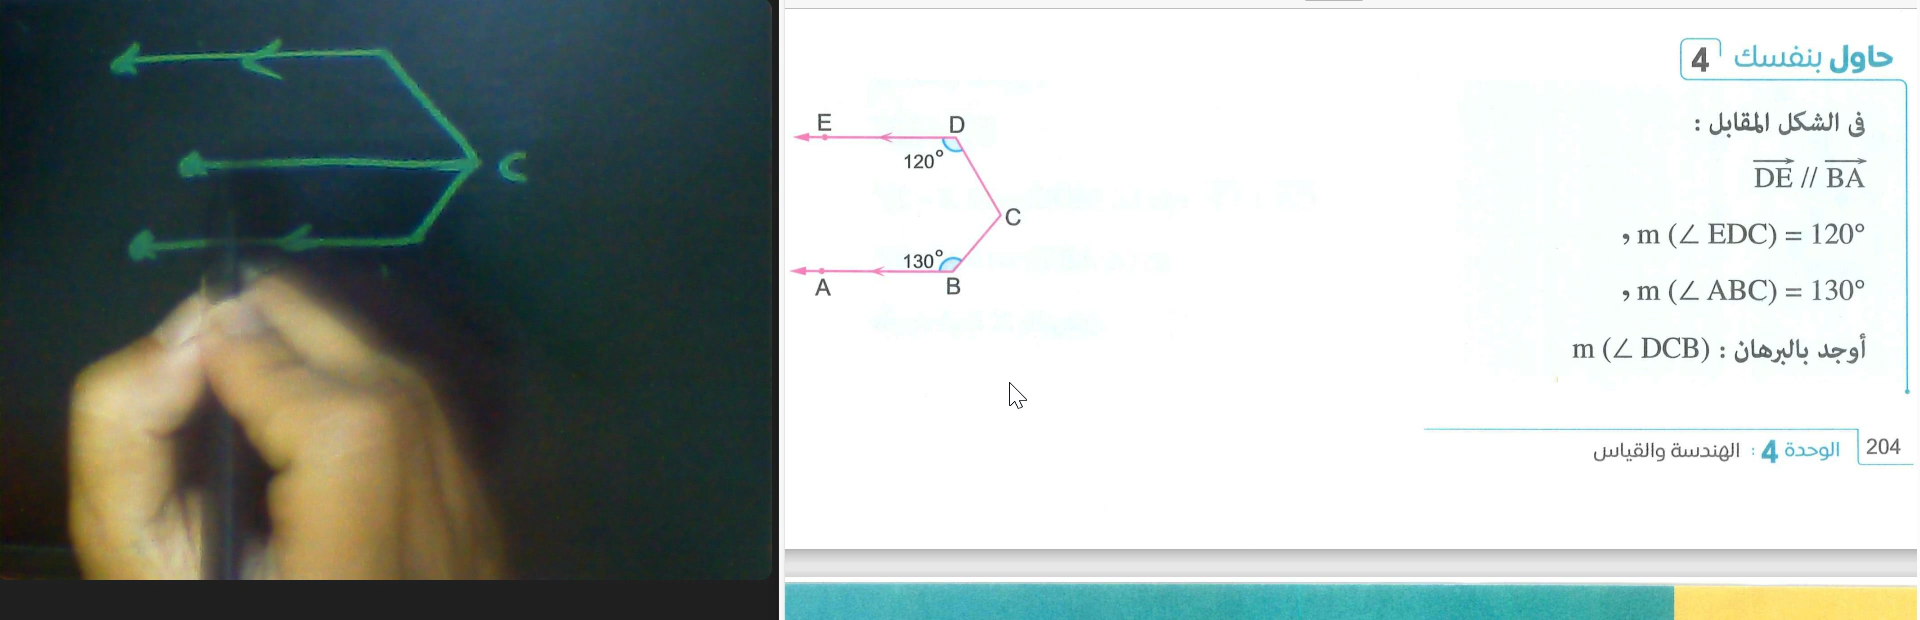 C
حاول بنفسك 4
فى الشكل المقابل :
DE // BA
, m (∠ EDC) = 120°
, m (∠ ABC) = 130°
أوجد بالبرهان : m (∠ DCB)
E
D
120°
C
130°
A
B
204 الوحدة 4 : الهندسة والقياس